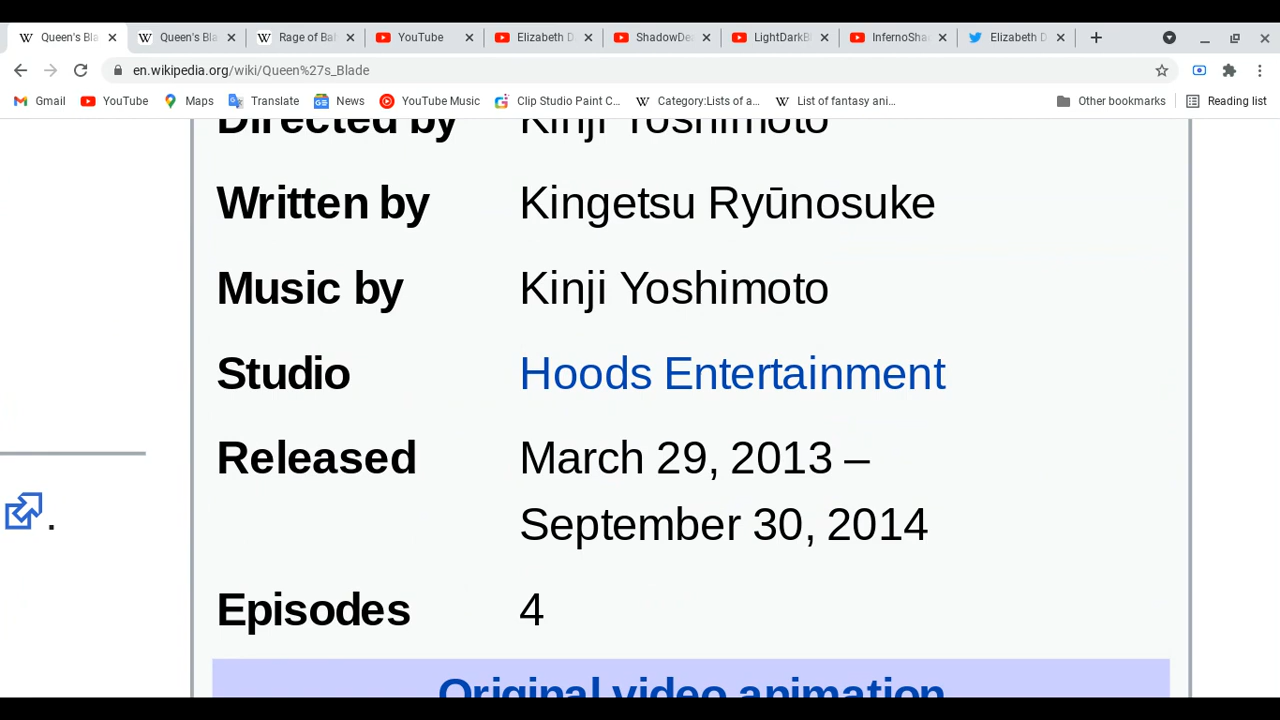 Queen's Bla
Queen's Bla
Rage of Bah
YouTube
Elizabeth D
ShadowDea
LightDarkB
InfernoSha
Elizabeth D
en.wikipedia.org/wiki/Queen%27s_Blade
Gmail
YouTube
Maps
Translate
News
YouTube Music
Clip Studio Paint C...
Category:Lists of a...
List of fantasy ani...
Other bookmarks
Reading list
Directed by Kinji Yoshimoto
Written by Kingetsu Ryūnosuke
Music by Kinji Yoshimoto
Studio Hoods Entertainment
Released March 29, 2013 –
September 30, 2014
.
Episodes 4
Original video animation